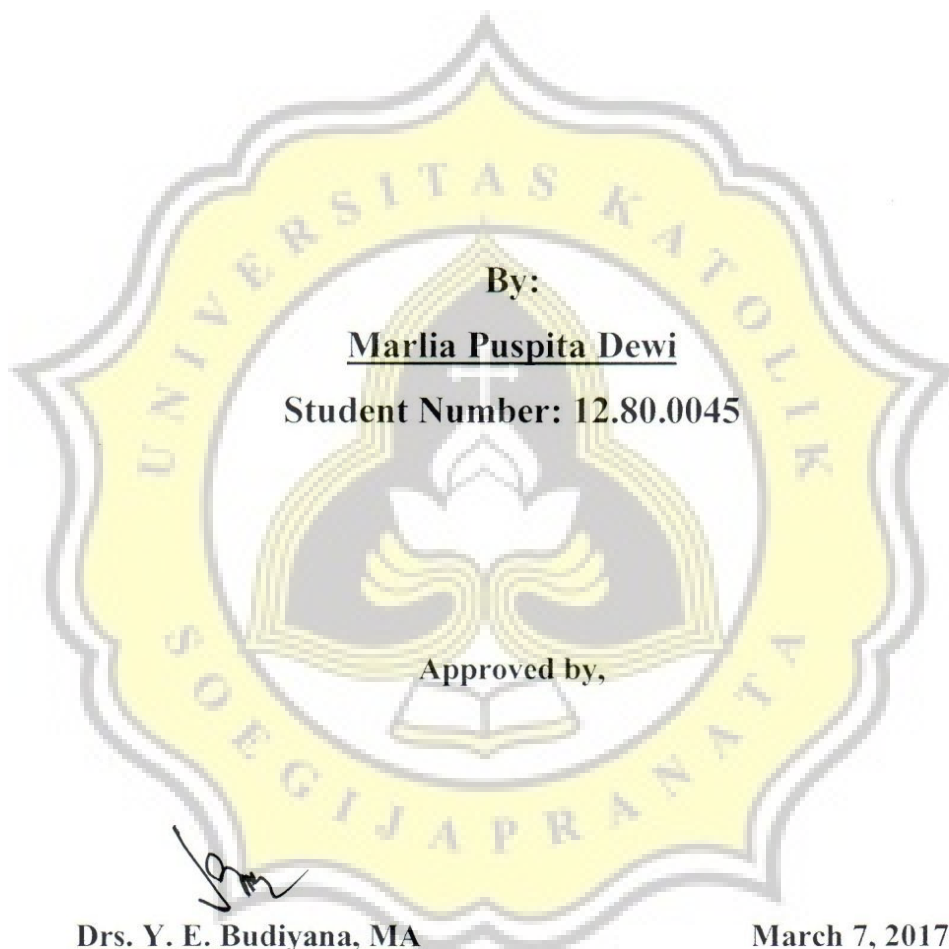 UNIVERSITAS KATOLIK
By:
Marlia Puspita Dewi
Student Number: 12.80.0045
Approved by,
SOEGIJAPRANATA
Drs. Y. E. Budiyana, MA March 7, 2017